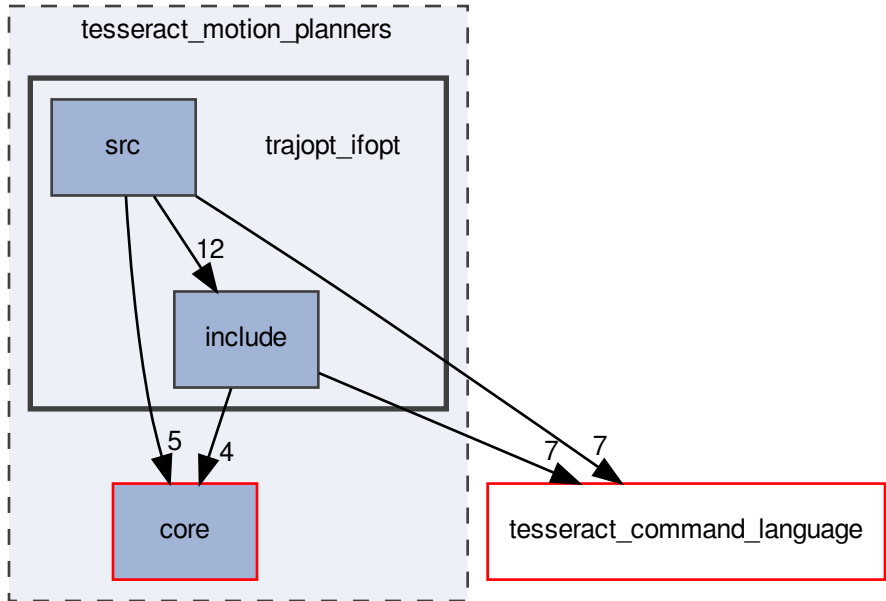 tesseract_motion_planners
src
trajopt_ifopt
12
include
5
4
7
7
core
tesseract_command_language